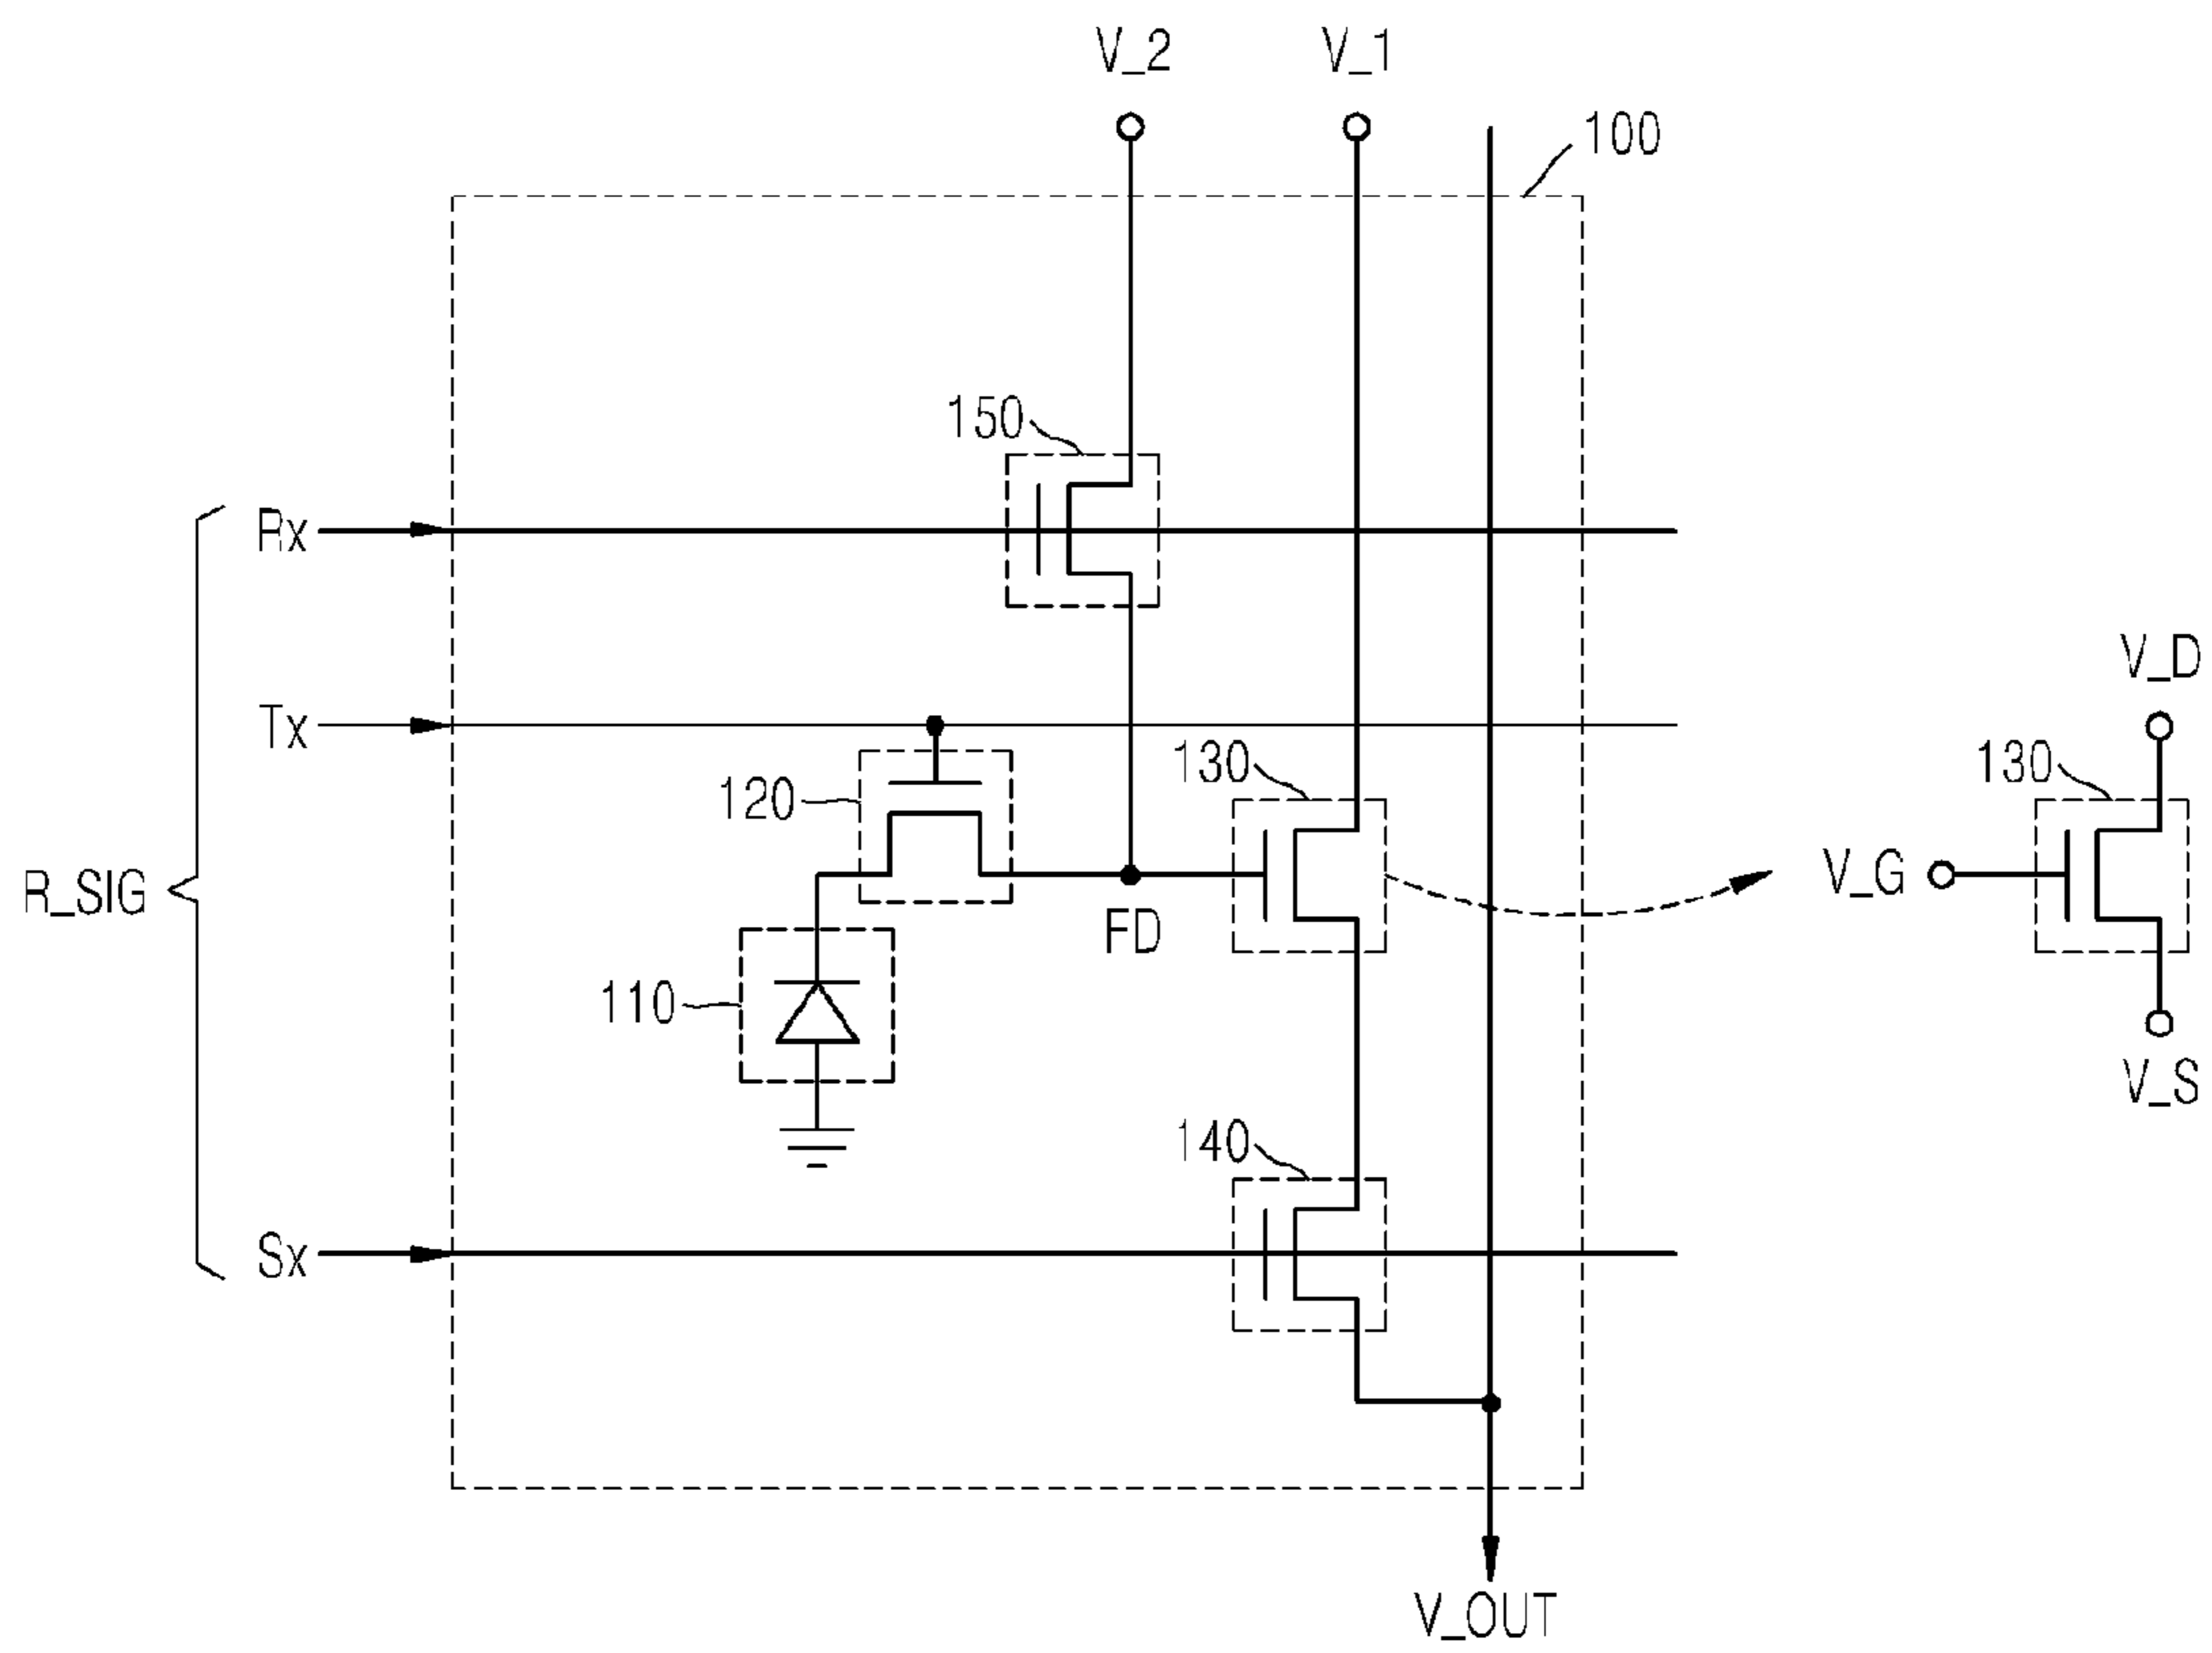 V_2
V_1
100
150
Rx
Tx
120
130
R_SIG
FD
110
140
Sx
V_OUT
V_D
130
V_G
V_S